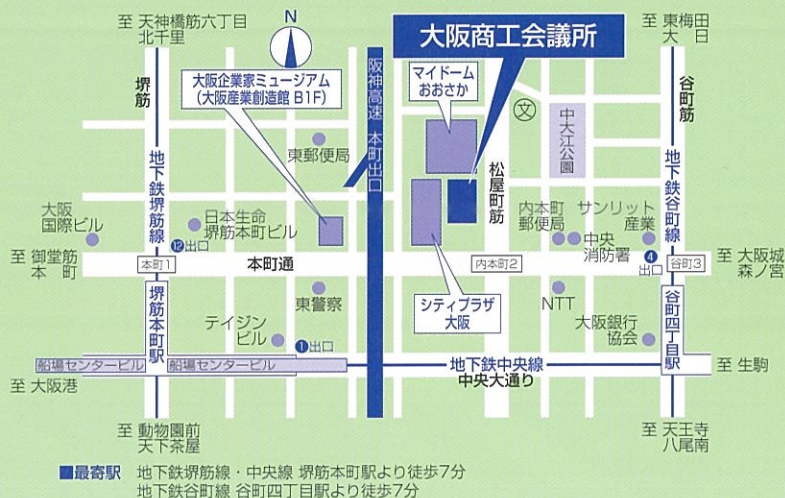 至 天神橋筋六丁目
北千里
N
大阪商工会議所
至 東梅田
大日
堺筋
大阪企業家ミュージアム
(大阪産業創造館 B1F)
阪神高速 本町出口
マイドーム
おおさか
文
中大江公園
谷町筋
東郵便局
地下鉄堺筋線
松屋町筋
地下鉄谷町線
大阪
国際ビル
日本生命
堺筋本町ビル
内本町
郵便局
サンリット
産業
中央
消防署
⑫出口
❹
出口
至 御堂筋
本町
本町1
本町通
内本町2
谷町3
至 大阪城
森ノ宮
堺筋本町駅
東警察
シティプラザ
大阪
NTT
谷町四丁目駅
テイジン
ビル
❶出口
大阪銀行
協会
船場センタービル
船場センタービル
地下鉄中央線
中央大通り
至 生駒
至 大阪港
至 動物園前
天下茶屋
至 天王寺
八尾南
■最寄駅 地下鉄堺筋線・中央線 堺筋本町駅より徒歩7分
地下鉄谷町線 谷町四丁目駅より徒歩7分